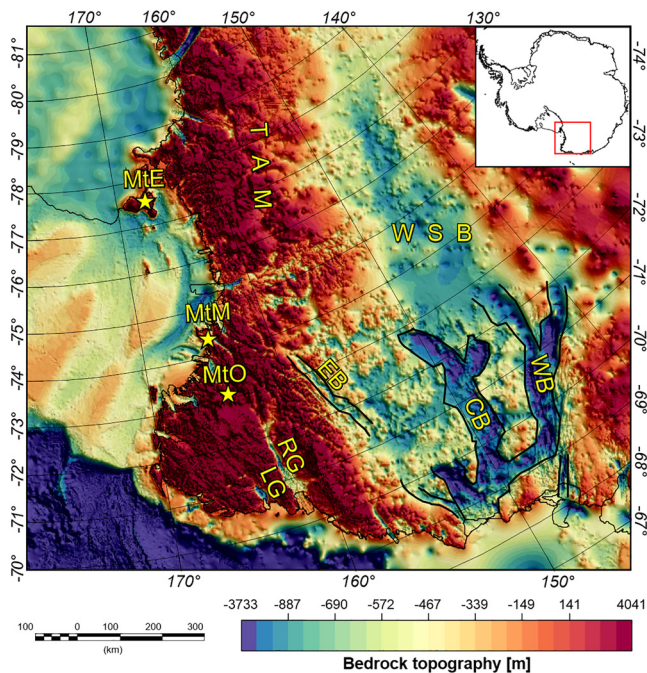 170° 160° 150° 140° 130°
-81°
-80°
-79°
-78°
-77°
-76°
-75°
-74°
-73°
-72°
-71°
-70°
-74°
-73°
-72°
-71°
-70°
-69°
-68°
-67°
T A M
MtE
W S B
MtM
MtO
EB
WB
CB
RG
LG
170° 160° 150°
-3733 -887 -690 -572 -467 -339 -149 141 4041
100 0 100 200 300
(km)
Bedrock topography [m]